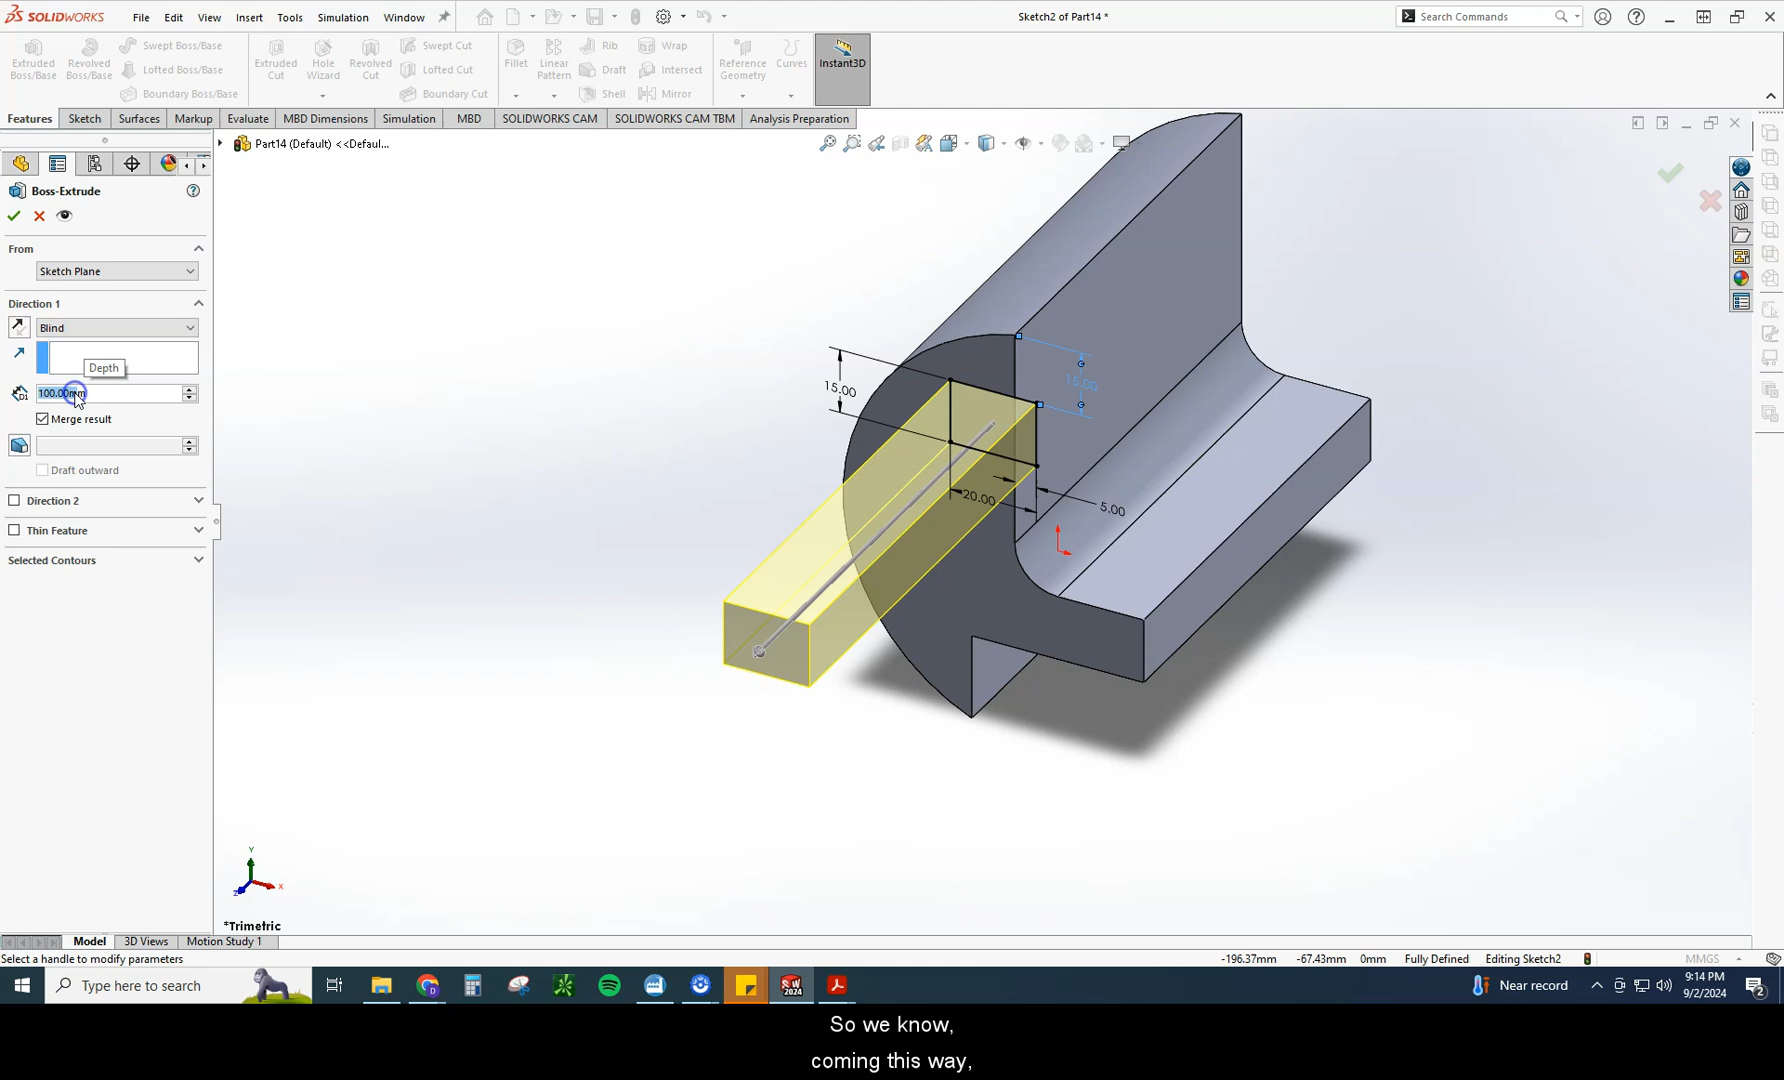 SOLIDWORKS File Edit View Insert Tools Simulation Window Sketch2 of Part14 * Search Commands
Extruded Boss/Base
Revolved Boss/Base
Swept Boss/Base
Lofted Boss/Base
Boundary Boss/Base
Extruded Cut
Hole Wizard
Revolved Cut
Swept Cut
Lofted Cut
Boundary Cut
Fillet
Linear Pattern
Rib
Draft
Shell
Wrap
Intersect
Mirror
Reference Geometry
Curves
Instant3D
Features Sketch Surfaces Markup Evaluate MBD Dimensions Simulation MBD SOLIDWORKS CAM SOLIDWORKS CAM TBM Analysis Preparation
Part14 (Default) <<Defaul...
Boss-Extrude
From
Sketch Plane
Direction 1
Blind
Depth
100.00mm
Merge result
Draft outward
Direction 2
Thin Feature
Selected Contours
15.00
15.00
20.00
5.00
Y
X
Z
*Trimetric
Model 3D Views Motion Study 1
Select a handle to modify parameters -196.37mm -67.43mm 0mm Fully Defined Editing Sketch2 MMGS
Type here to search
SW 2024
Near record
9:14 PM
9/2/2024
2
So we know,
coming this way,